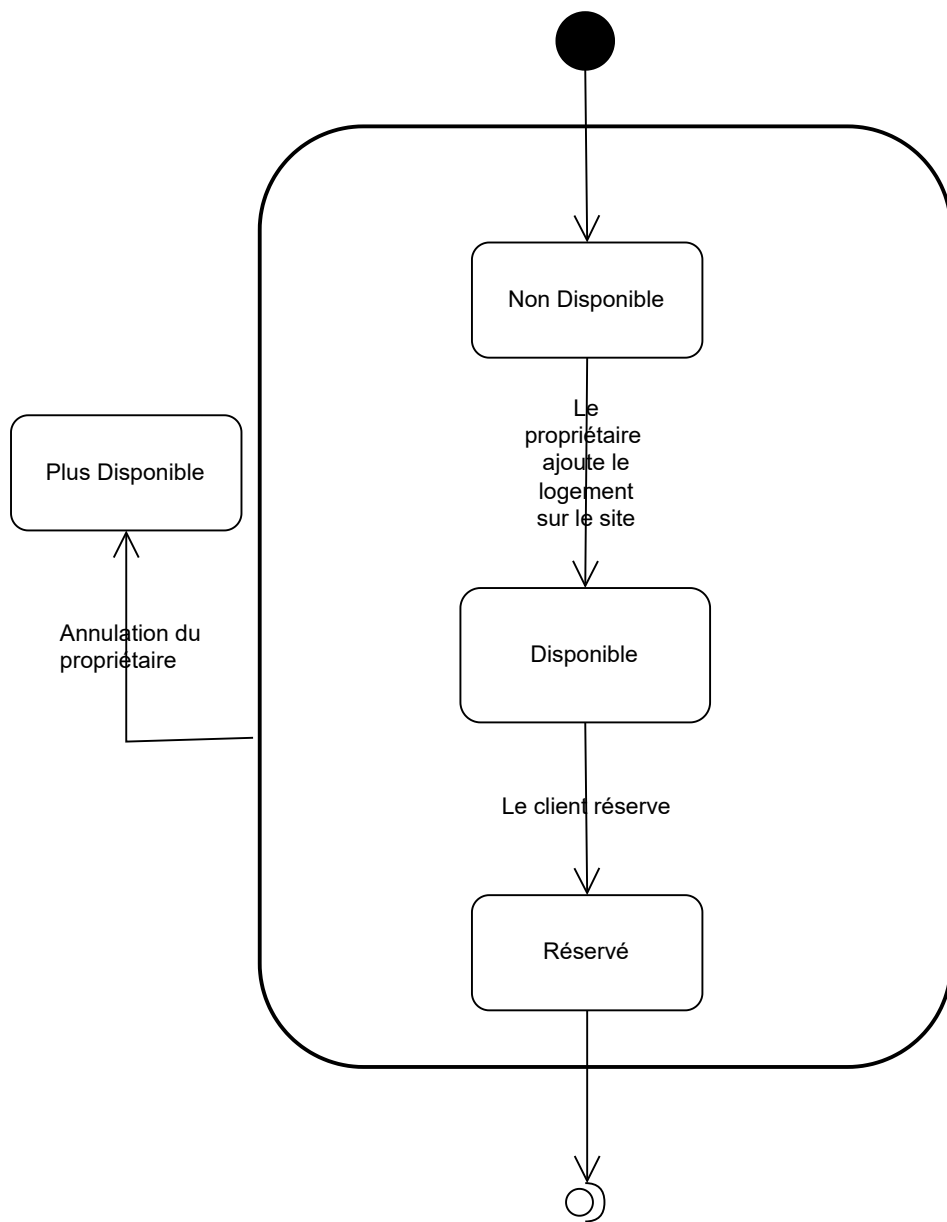 Non Disponible
Le
propriétaire
ajoute le
logement
sur le site
Plus Disponible
Annulation du
propriétaire
Disponible
Le client réserve
Réservé